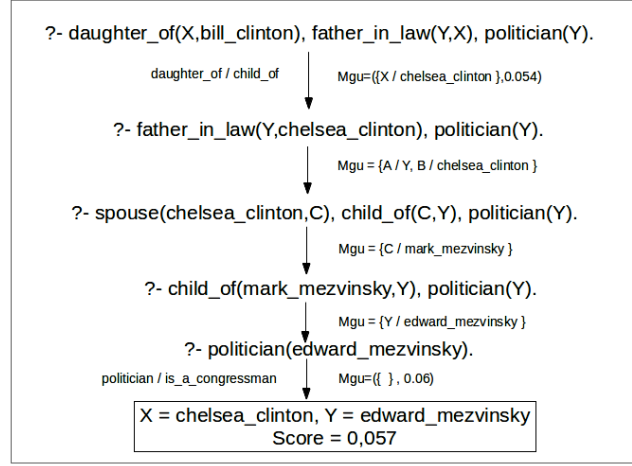 ?- daughter_of(X,bill_clinton), father_in_law(Y,X), politician(Y).
daughter_of / child_of
Mgu=({X / chelsea_clinton },0.054)
?- father_in_law(Y,chelsea_clinton), politician(Y).
Mgu = {A / Y, B / chelsea_clinton }
?- spouse(chelsea_clinton,C), child_of(C,Y), politician(Y).
Mgu = {C / mark_mezvinsky }
?- child_of(mark_mezvinsky,Y), politician(Y).
Mgu = {Y / edward_mezvinsky }
?- politician(edward_mezvinsky).
politician / is_a_congressman
Mgu=({ } , 0.06)
X = chelsea_clinton, Y = edward_mezvinsky
Score = 0,057